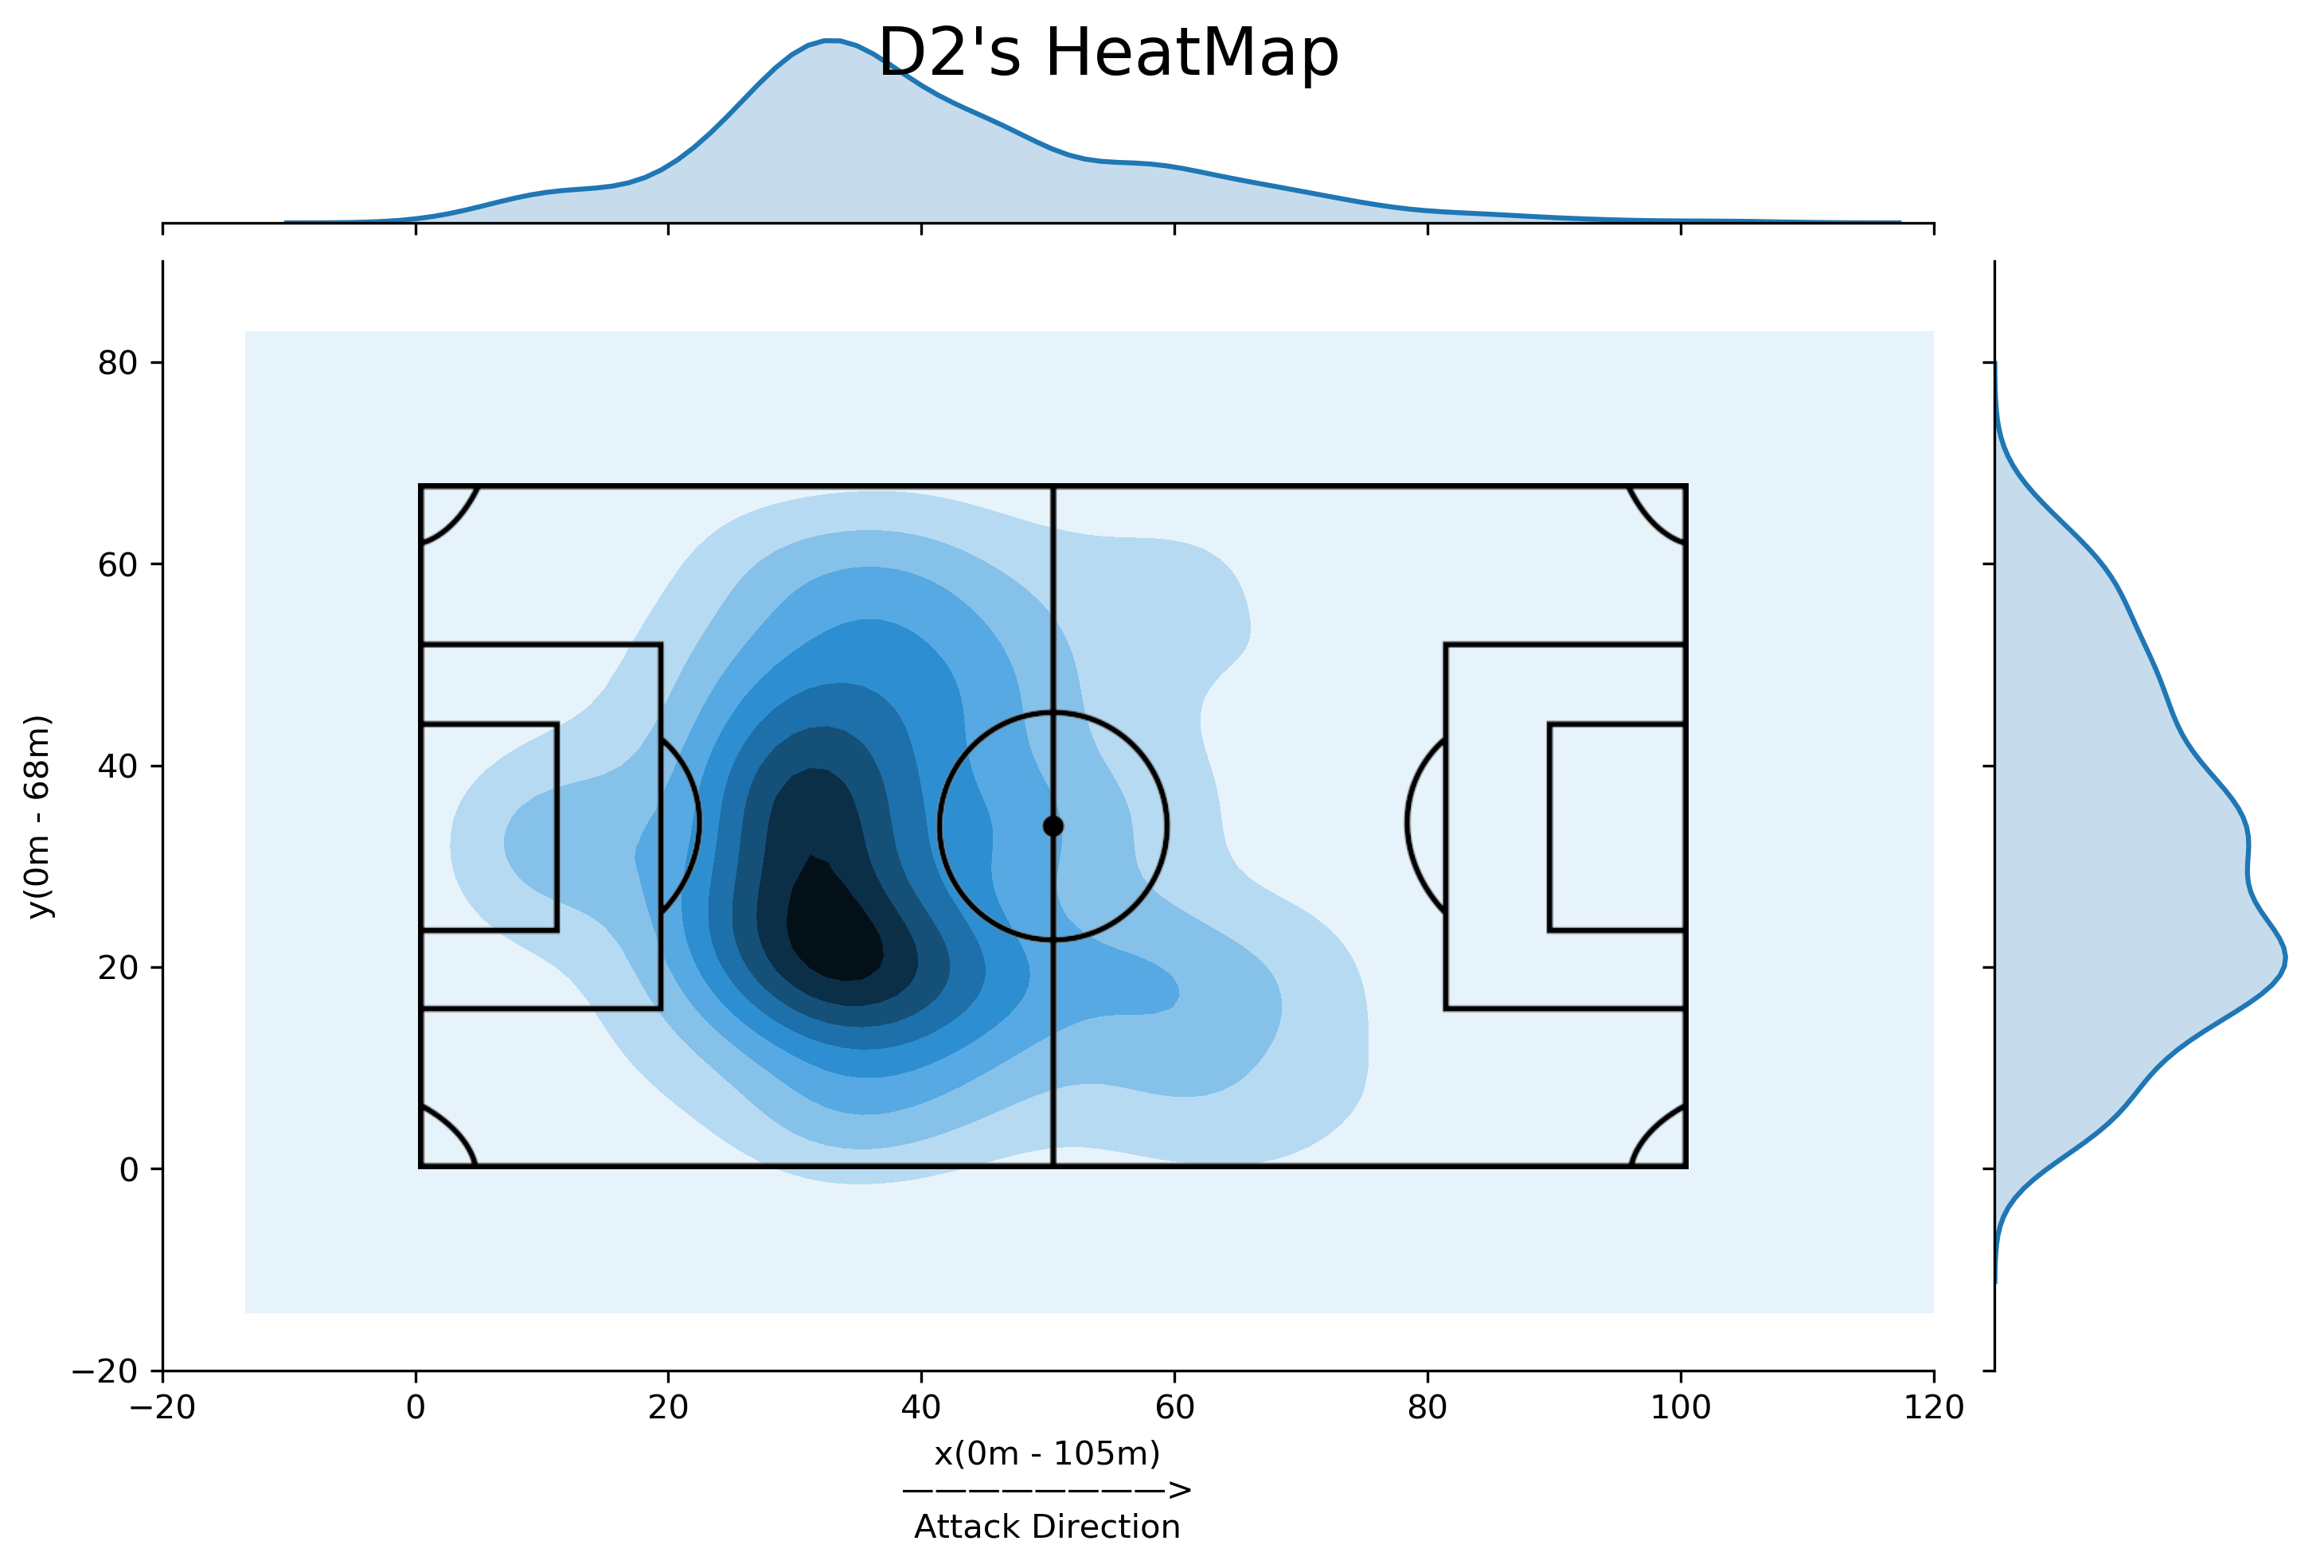 D2's HeatMap
80
60
40
20
0
−20
y(0m - 68m)
−20 0 20 40 60 80 100 120
x(0m - 105m)
————————>
Attack Direction